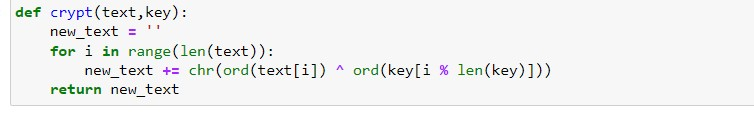 def crypt(text,key):
    new_text = ''
    for i in range(len(text)):
        new_text += chr(ord(text[i]) ^ ord(key[i % len(key)]))
    return new_text